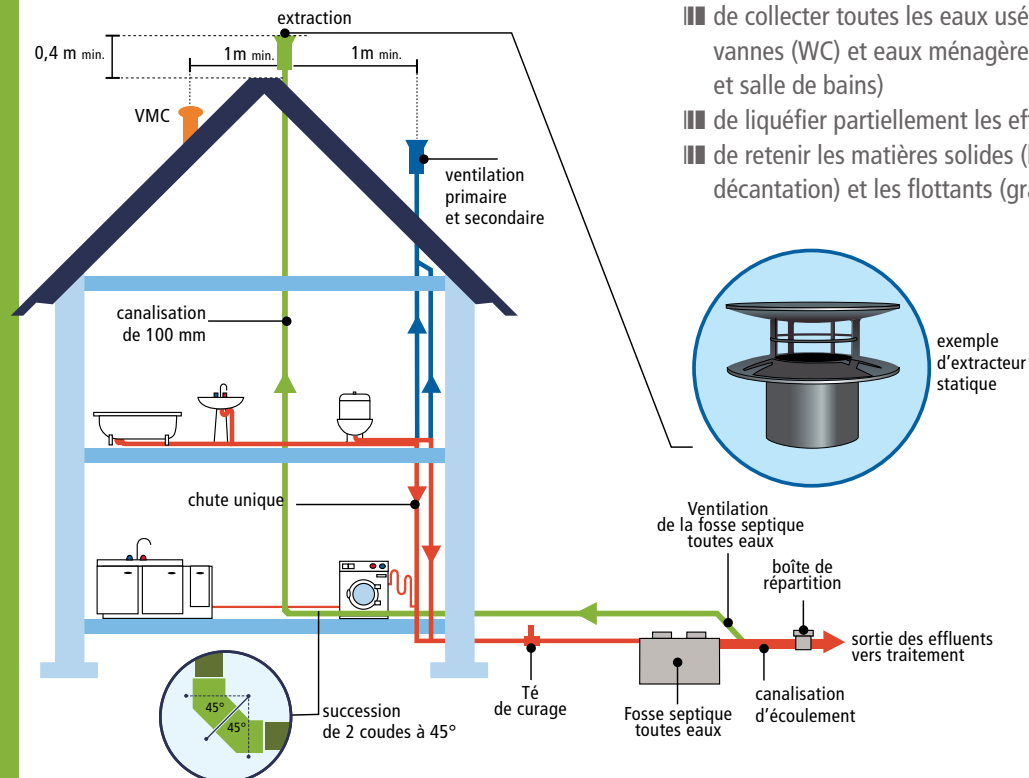 extraction
0,4 m min.
1m min.
1m min.
VMC
ventilation
primaire
et secondaire
canalisation
de 100 mm
chute unique
45°
45°
succession
de 2 coudes à 45°
Té
de curage
Fosse septique
toutes eaux
Ventilation
de la fosse septique
toutes eaux
boîte de
répartition
sortie des effluents
vers traitement
canalisation
d'écoulement
exemple
d'extracteur
statique
de collecter toutes les eaux
vannes (WC) et eaux
et salle de bains)
de liquéfier partiellement les
de retenir les matières solides
décantation) et les flottants